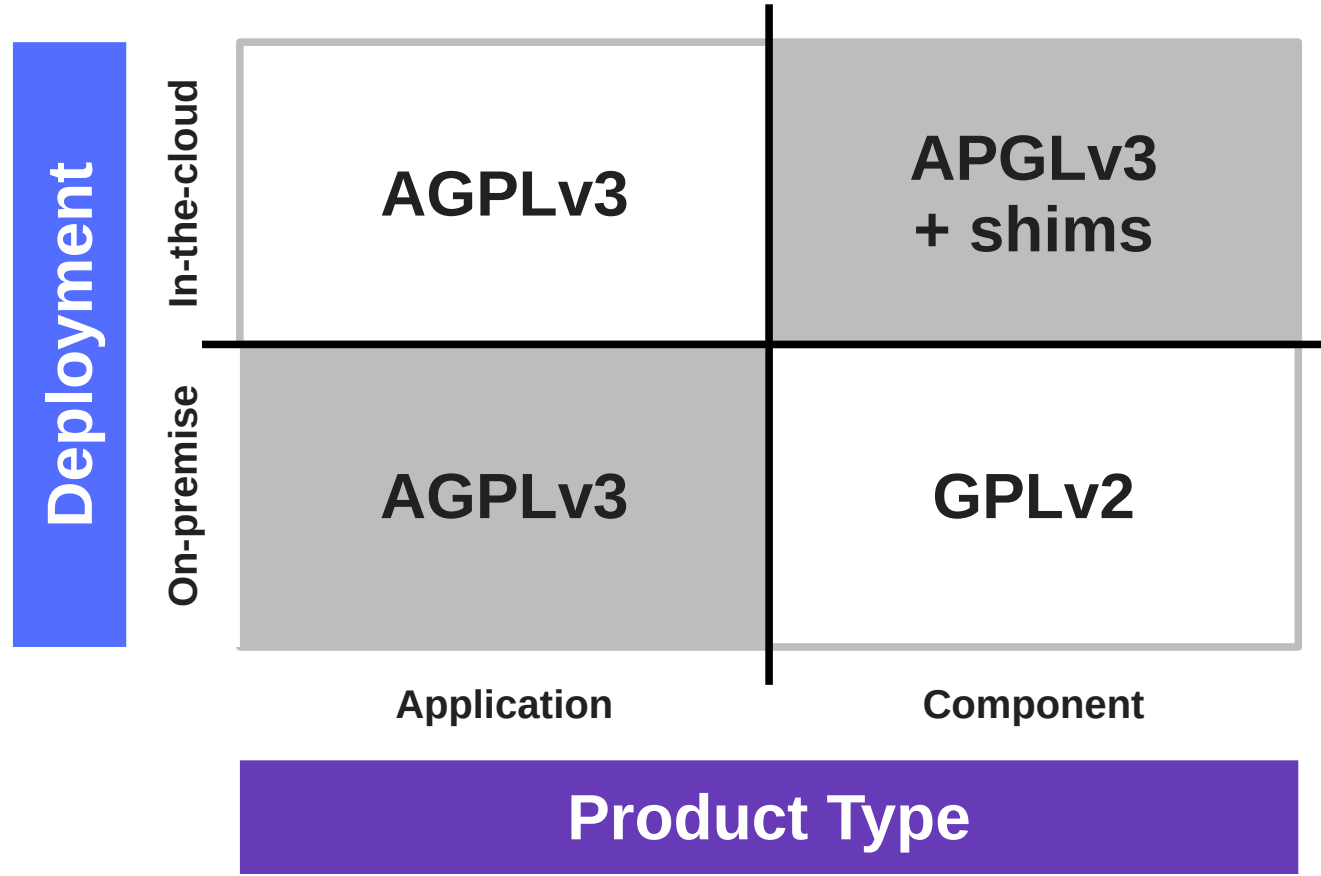 Deployment
In-the-cloud
AGPLv3
APGLv3
+ shims
On-premise
AGPLv3
GPLv2
Application
Component
Product Type